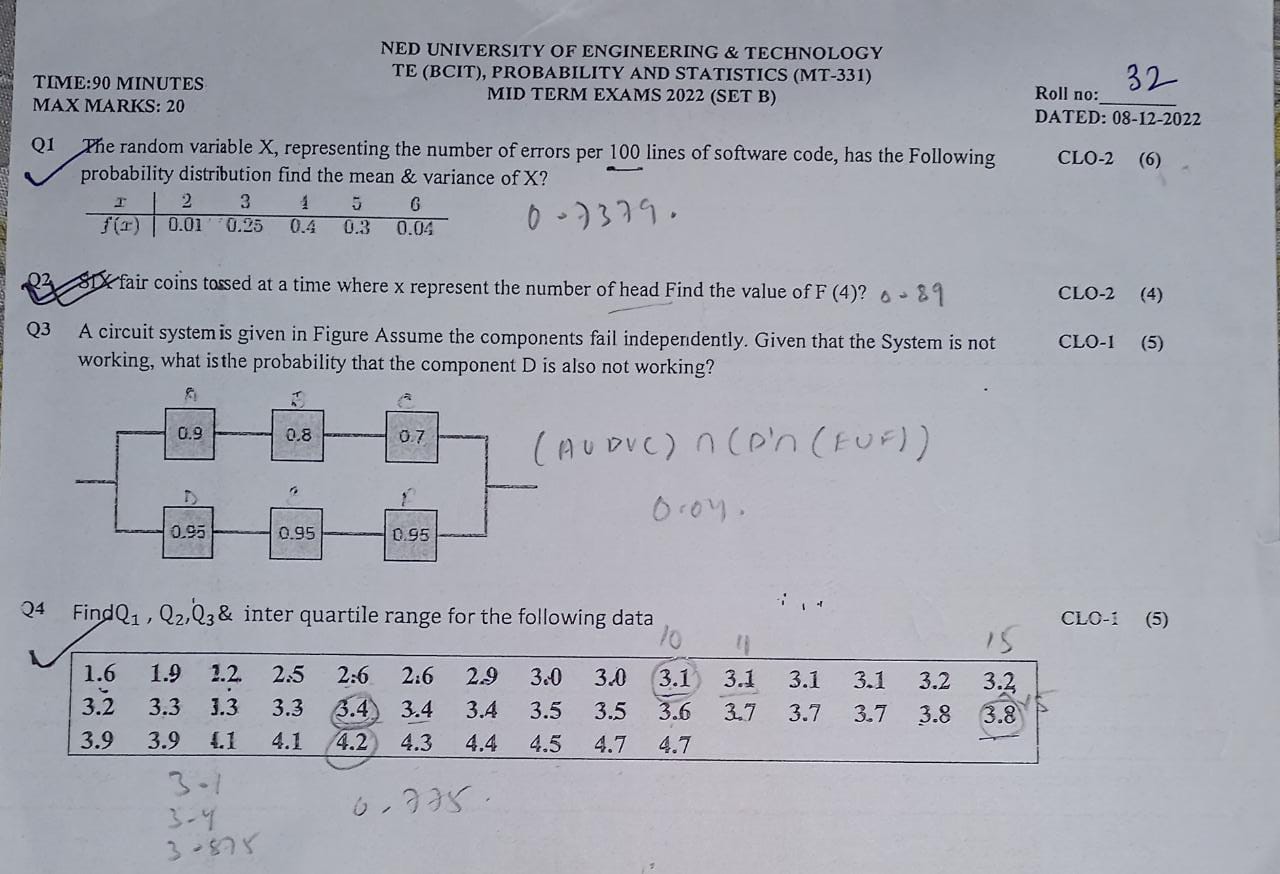 NED UNIVERSITY OF ENGINEERING & TECHNOLOGY
TE (BCIT), PROBABILITY AND STATISTICS (MT-331)
MID TERM EXAMS 2022 (SET B)
TIME:90 MINUTES
MAX MARKS: 20
Roll no: 32
DATED: 08-12-2022
Q1 The random variable X, representing the number of errors per 100 lines of software code, has the Following CLO-2 (6)
probability distribution find the mean & variance of X?
x 2 3 4 5 6
f(x) 0.01 0.25 0.4 0.3 0.04
0.7379.
Q2 SIX fair coins tossed at a time where x represent the number of head Find the value of F (4)? 0.89 CLO-2 (4)
Q3 A circuit system is given in Figure Assume the components fail independently. Given that the System is not CLO-1 (5)
working, what is the probability that the component D is also not working?
A B C
0.9 0.8 0.7
(A∪B∪C) ∩ (D'∩ (E∪F))
D F
0.04.
0.95 0.95 0.95
Q4 Find Q1 , Q2,Q3 & inter quartile range for the following data CLO-1 (5)
10 11 15
1.6 1.9 2.2 2.5 2.6 2.6 2.9 3.0 3.0 3.1 3.1 3.1 3.1 3.2 3.2
3.2 3.3 3.3 3.3 3.4 3.4 3.4 3.5 3.5 3.6 3.7 3.7 3.7 3.8 3.8
3.9 3.9 4.1 4.1 4.2 4.3 4.4 4.5 4.7 4.7
3.1
3.4
3.875
0.775.